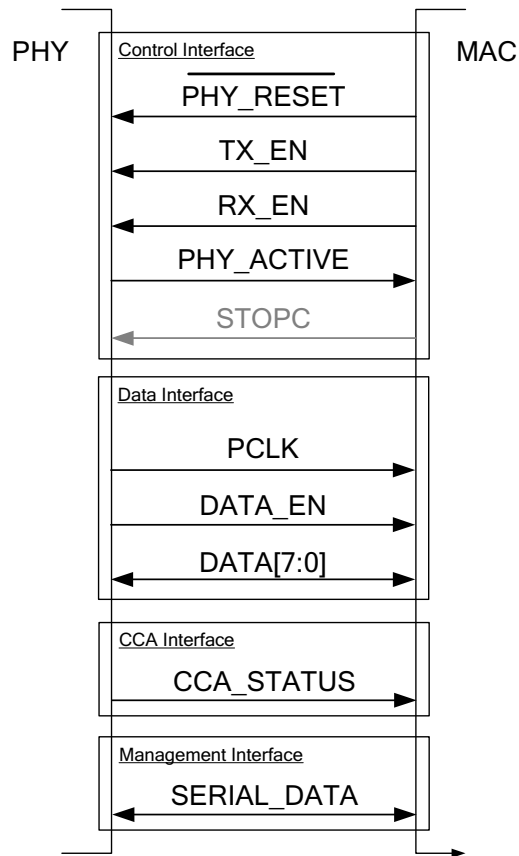 PHY
MAC
Control Interface
PHY_RESET
TX_EN
RX_EN
PHY_ACTIVE
STOPC
Data Interface
PCLK
DATA_EN
DATA[7:0]
CCA Interface
CCA_STATUS
Management Interface
SERIAL_DATA